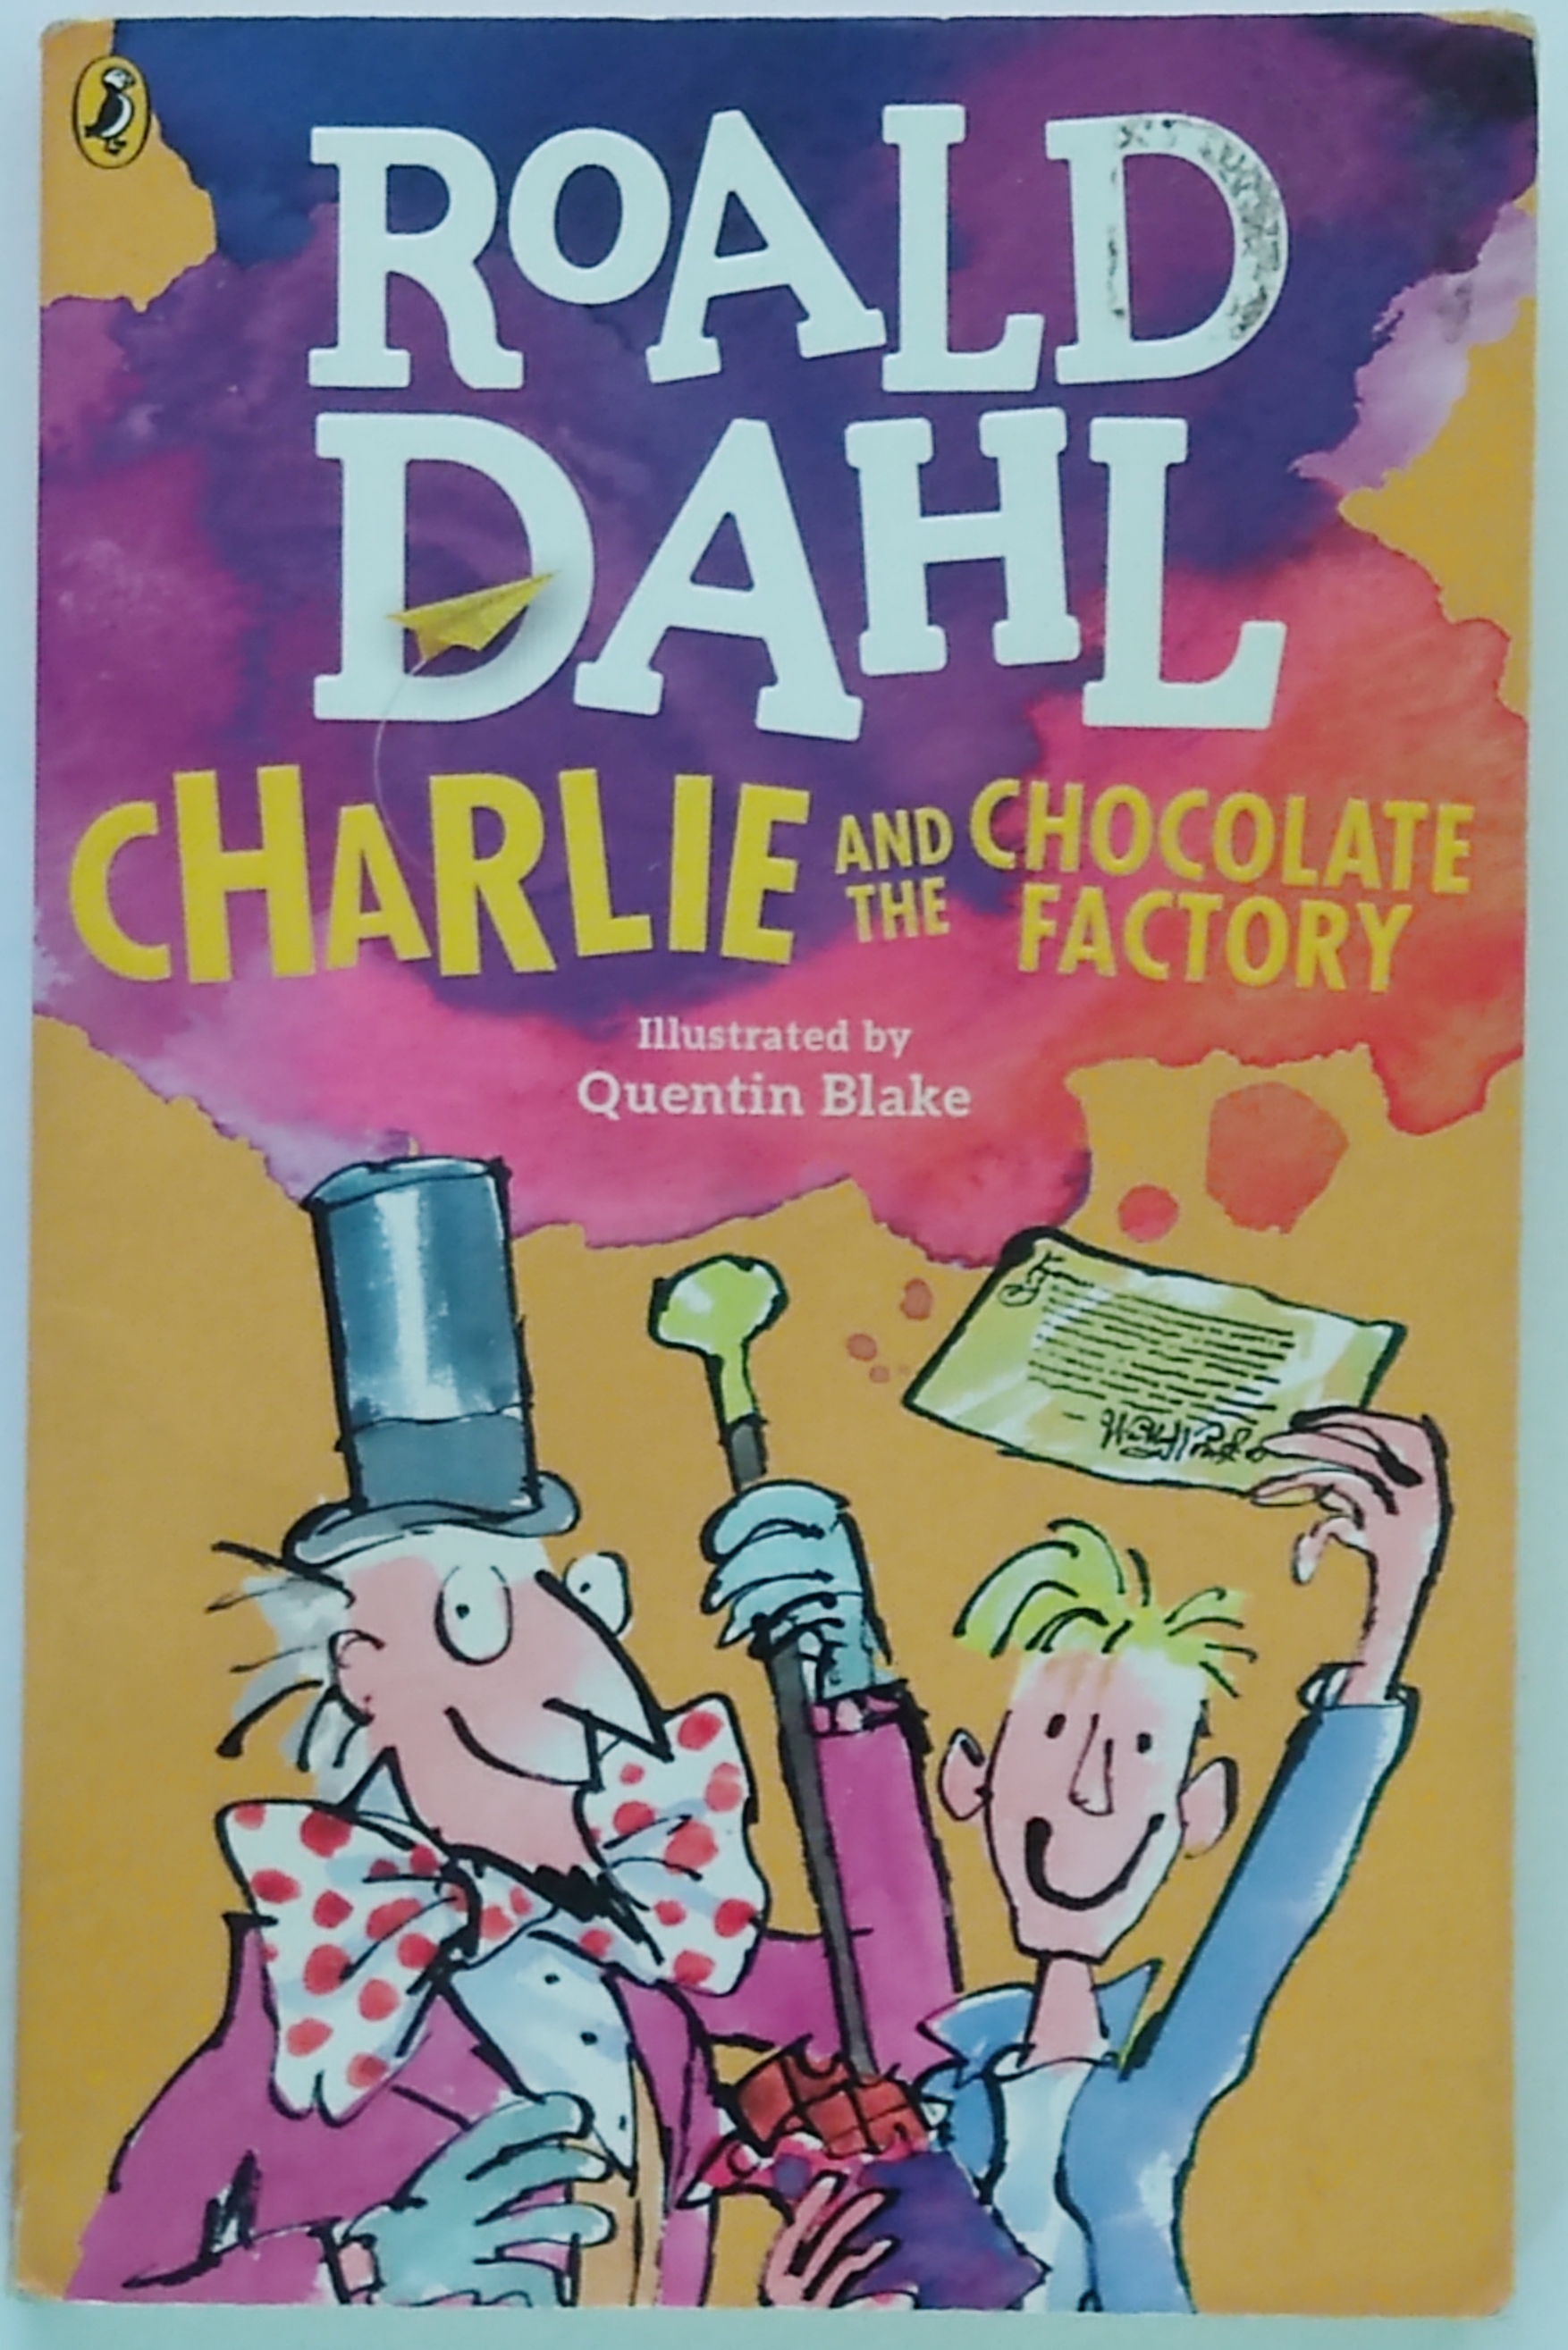 ROALD
DAHL
CHARLIE AND THE CHOCOLATE FACTORY
Illustrated by
Quentin Blake